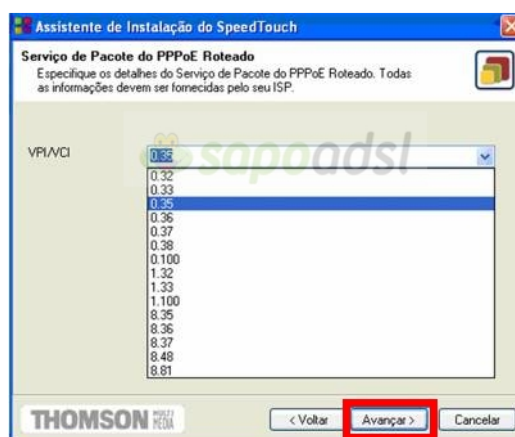 Assistente de Instalação do SpeedTouch
Serviço de Pacote do PPPoE Roteado
Especifique os detalhes do Serviço de Pacote do PPPoE Roteado. Todas
as informações devem ser fornecidas pelo seu ISP.
sapoadsl
VPI/VCI
0.35
0.32
0.33
0.35
0.36
0.37
0.38
0.100
1.32
1.33
1.100
8.35
8.36
8.37
8.48
8.81
THOMSON MULTI MEDIA
< Voltar Avançar > Cancelar